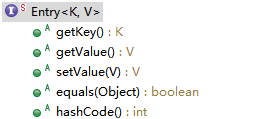 I S Entry<K, V>
A getKey() : K
A getValue() : V
A setValue(V) : V
A equals(Object) : boolean
A hashCode() : int